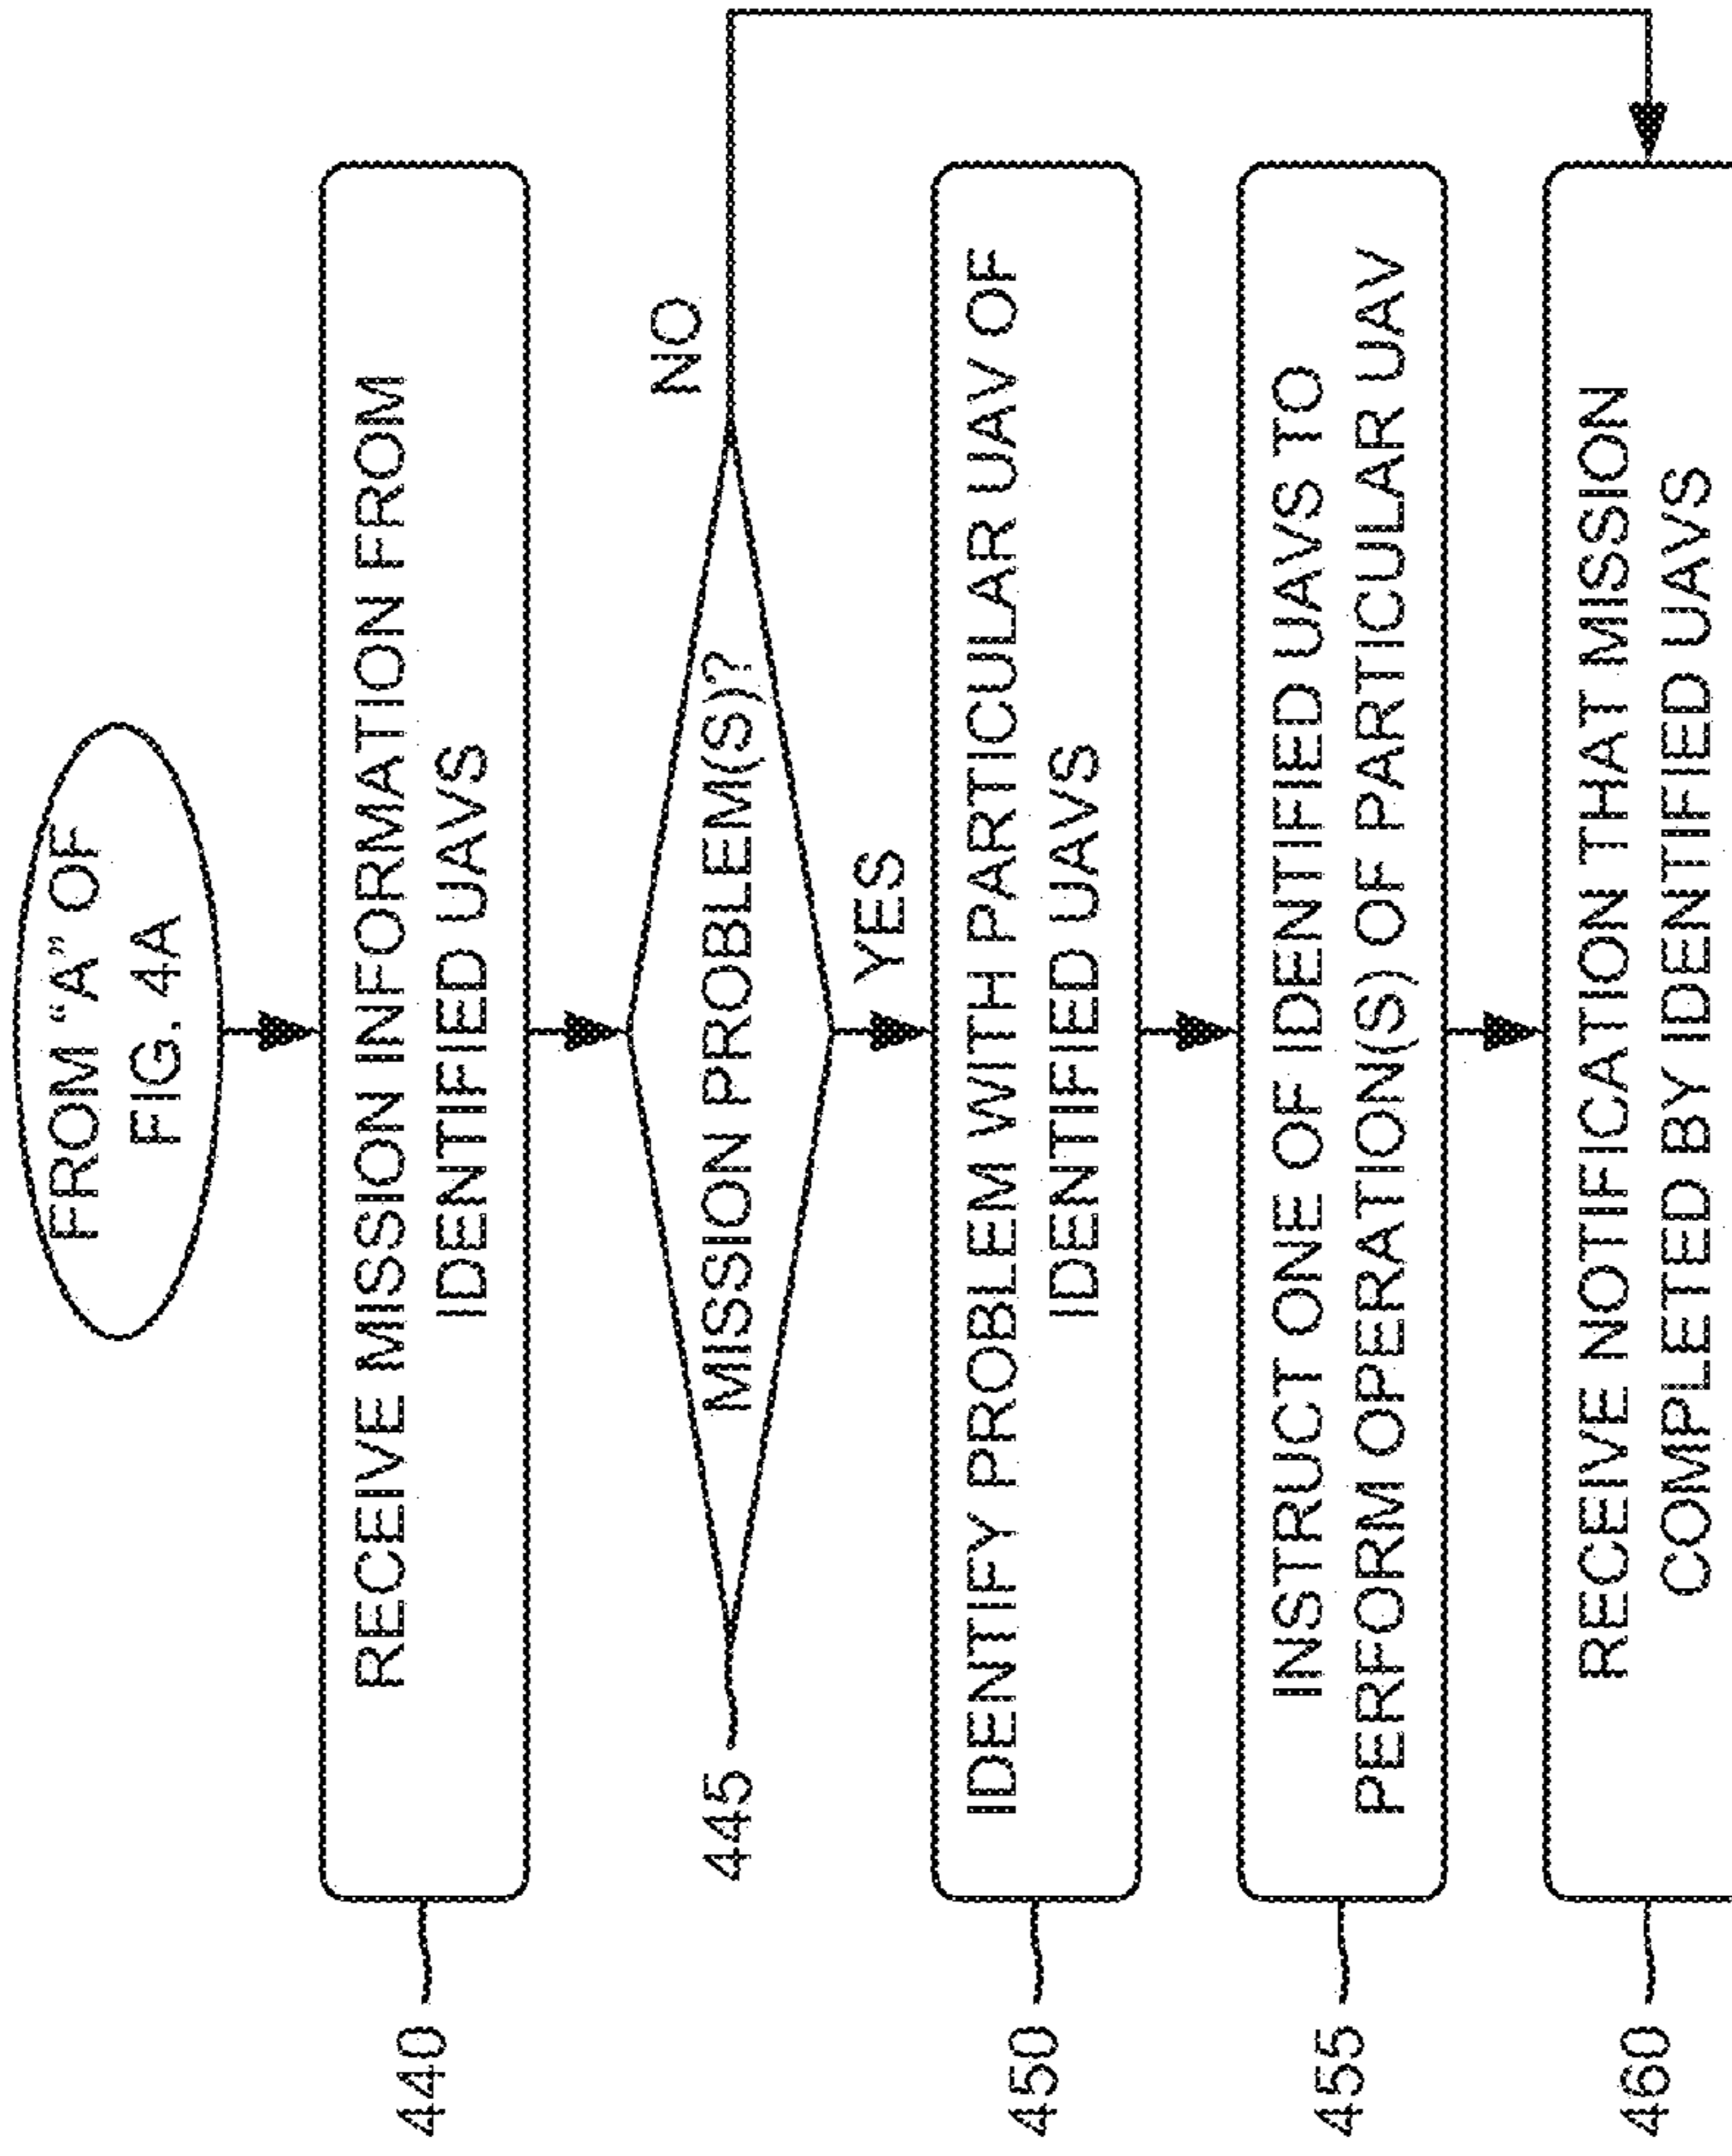 FROM “A” OF
FIG. 4A
440
RECEIVE MISSION INFORMATION FROM
IDENTIFIED UAVS
445
MISSION PROBLEM(S)?
NO
YES
450
IDENTIFY PROBLEM WITH PARTICULAR UAV OF
IDENTIFIED UAVS
455
INSTRUCT ONE OF IDENTIFIED UAVS TO
PERFORM OPERATION(S) OF PARTICULAR UAV
460
RECEIVE NOTIFICATION THAT MISSION
COMPLETED BY IDENTIFIED UAVS